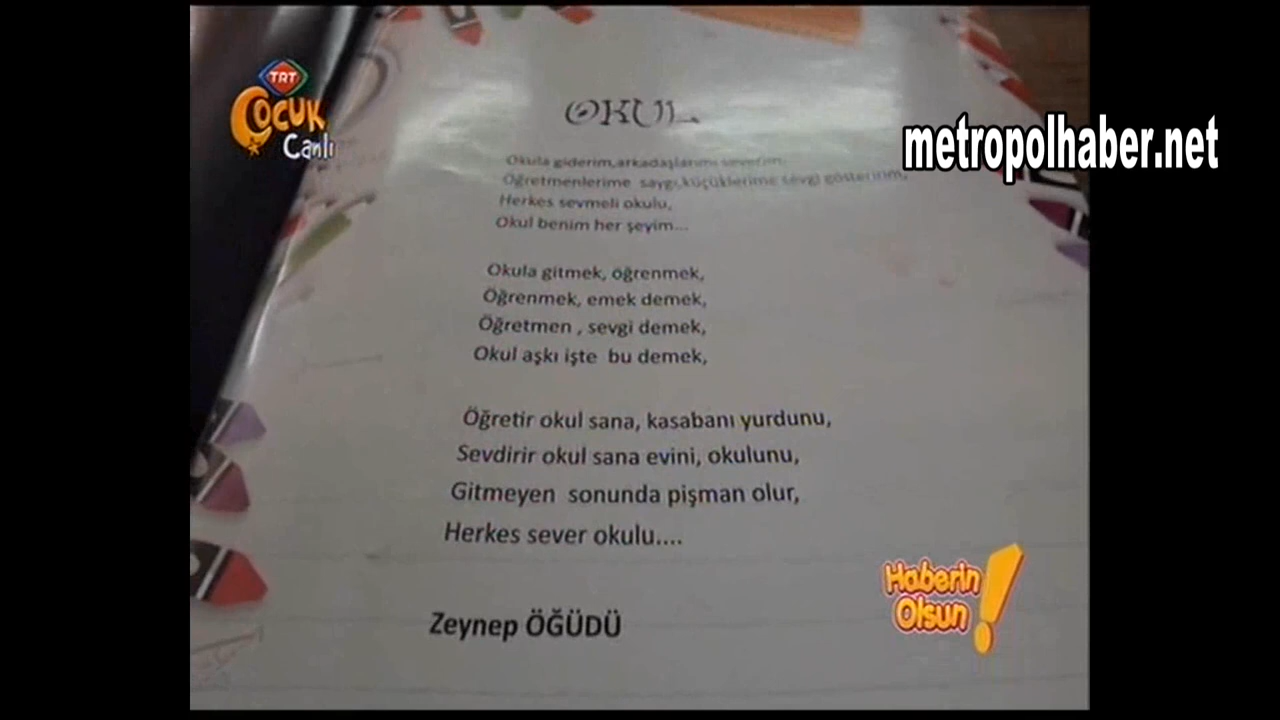 TRT
ÇOCUK
Canlı
metropolhaber.net
OKUL
Okula giderim,arkadaşlarımı severim,
Öğretmenlerime saygı,küçüklerime sevgi gösteririm,
Herkes sevmeli okulu,
Okul benim her şeyim...
Okula gitmek, öğrenmek,
Öğrenmek, emek demek,
Öğretmen , sevgi demek,
Okul aşkı işte bu demek,
Öğretir okul sana, kasabanı yurdunu,
Sevdirir okul sana evini, okulunu,
Gitmeyen sonunda pişman olur,
Herkes sever okulu....
Zeynep ÖĞÜDÜ
Haberin
Olsun!